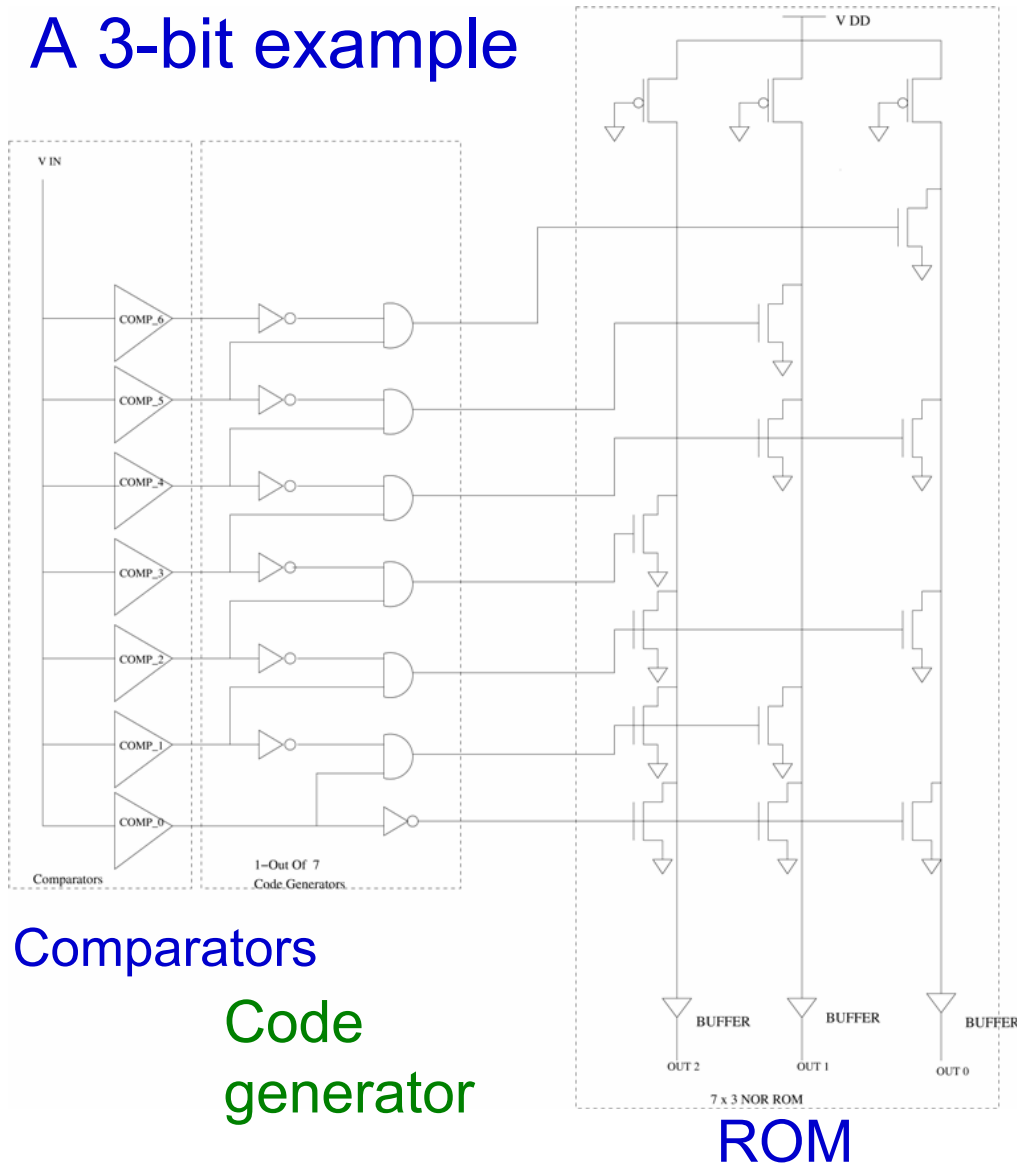 A 3-bit example
V DD
V IN
COMP_6
COMP_5
COMP_4
COMP_3
COMP_2
COMP_1
COMP_0
Comparators
1-Out Of 7
Code Generators
BUFFER
BUFFER
BUFFER
OUT 2
OUT 1
OUT 0
7 x 3 NOR ROM
Comparators
Code
generator
ROM